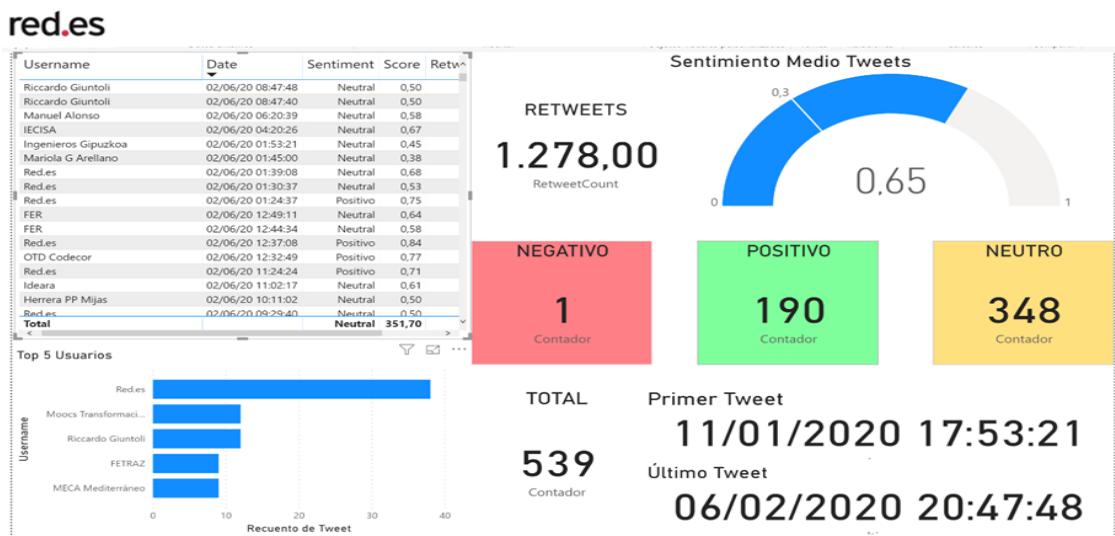 red.es
Username Date Sentiment Score Retw
Riccardo Giuntoli 02/06/20 08:47:48 Neutral 0,50
Riccardo Giuntoli 02/06/20 08:47:40 Neutral 0,50
Manuel Alonso 02/06/20 06:20:39 Neutral 0,58
IECISA 02/06/20 04:20:26 Neutral 0,67
Ingenieros Gipuzkoa 02/06/20 01:53:21 Neutral 0,45
Mariola G Arellano 02/06/20 01:45:00 Neutral 0,38
Red.es 02/06/20 01:39:08 Neutral 0,68
Red.es 02/06/20 01:30:37 Neutral 0,53
Red.es 02/06/20 01:24:37 Positivo 0,75
FER 02/06/20 12:49:11 Neutral 0,64
FER 02/06/20 12:44:34 Neutral 0,58
Red.es 02/06/20 12:37:08 Positivo 0,84
OTD Codecor 02/06/20 12:32:49 Positivo 0,77
Red.es 02/06/20 11:24:24 Positivo 0,71
Ideara 02/06/20 11:02:17 Neutral 0,61
Herrera PP Mijas 02/06/20 10:11:02 Neutral 0,50
Red.es 02/06/20 09:29:40 Neutral 0,50
Total Neutral 351,70
RETWEETS
1.278,00
RetweetCount
Sentimiento Medio Tweets
0,3
0,65
0 1
NEGATIVO
1
Contador
POSITIVO
190
Contador
NEUTRO
348
Contador
Top 5 Usuarios
Username
Red.es
Moocs Transformaci...
Riccardo Giuntoli
FETRAZ
MECA Mediterráneo
0 10 20 30 40
Recuento de Tweet
TOTAL
539
Contador
Primer Tweet
11/01/2020 17:53:21
Último Tweet
06/02/2020 20:47:48